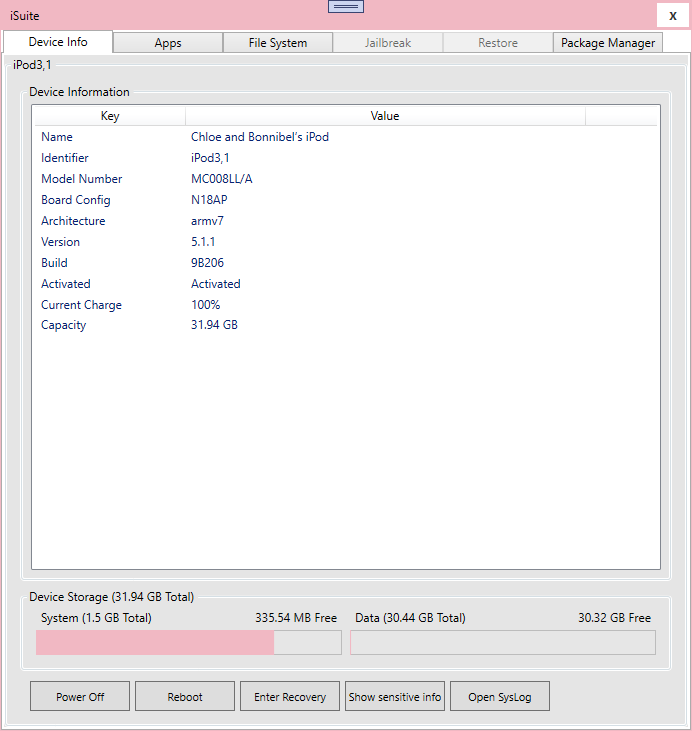 iSuite
x
Device Info Apps File System Jailbreak Restore Package Manager
iPod3,1
Device Information
Key Value
Name Chloe and Bonnibel's iPod
Identifier iPod3,1
Model Number MC008LL/A
Board Config N18AP
Architecture armv7
Version 5.1.1
Build 9B206
Activated Activated
Current Charge 100%
Capacity 31.94 GB
Device Storage (31.94 GB Total)
System (1.5 GB Total) 335.54 MB Free Data (30.44 GB Total) 30.32 GB Free
Power Off Reboot Enter Recovery Show sensitive info Open SysLog